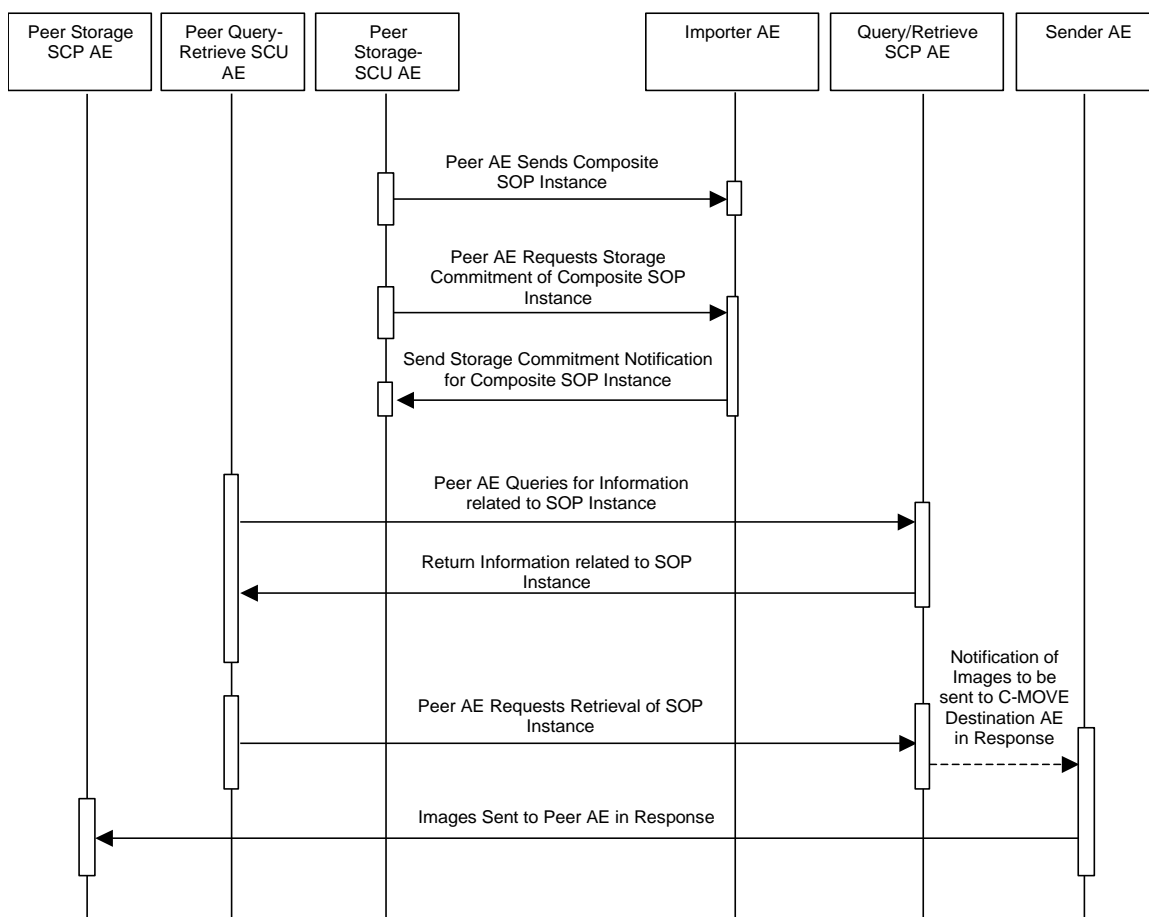 Peer Storage
SCP AE
Peer Query-
Retrieve SCU
AE
Peer
Storage-
SCU AE
Importer AE
Query/Retrieve
SCP AE
Sender AE
Peer AE Sends Composite
SOP Instance
Peer AE Requests Storage
Commitment of Composite SOP
Instance
Send Storage Commitment Notification
for Composite SOP Instance
Peer AE Queries for Information
related to SOP Instance
Return Information related to SOP
Instance
Notification of
Images to be
sent to C-MOVE
Destination AE
in Response
Peer AE Requests Retrieval of SOP
Instance
Images Sent to Peer AE in Response